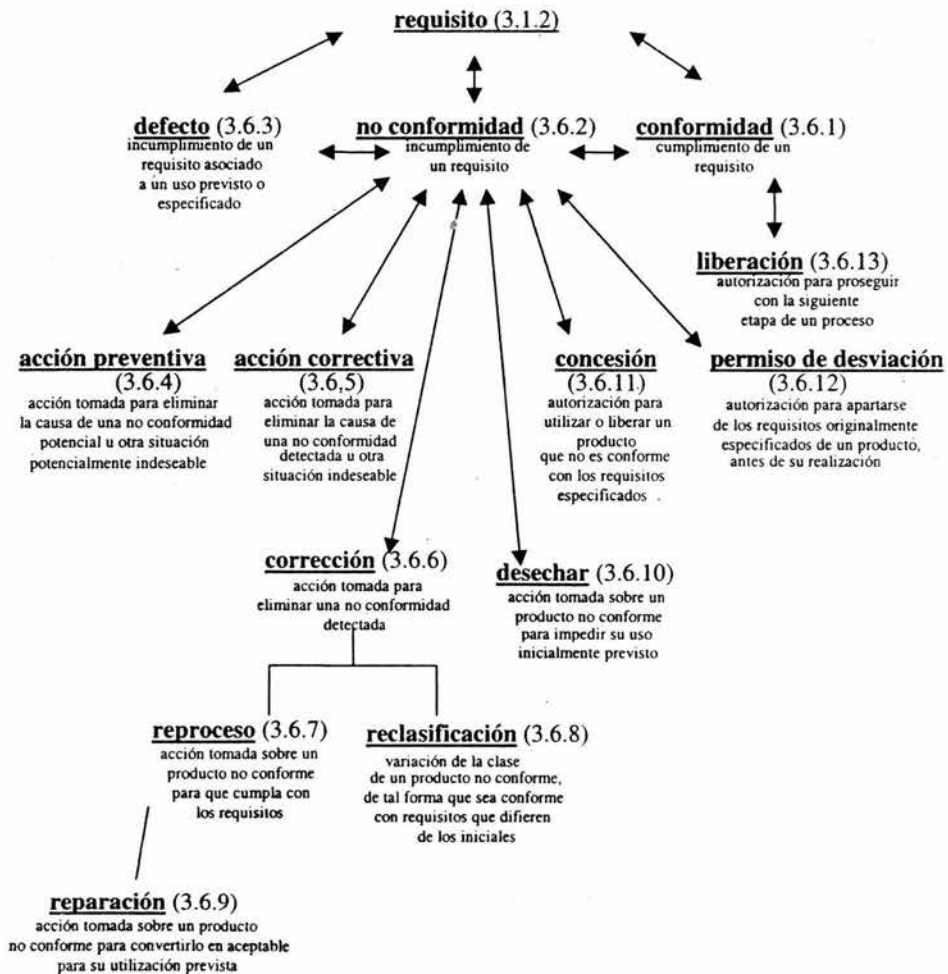 requisito (3.1.2)
defecto (3.6.3)
incumplimiento de un
requisito asociado
a un uso previsto o
especificado
no conformidad (3.6.2)
incumplimiento de
un requisito
conformidad (3.6.1)
cumplimiento de un
requisito
liberación (3.6.13)
autorización para proseguir
con la siguiente
etapa de un proceso
acción preventiva
(3.6.4)
acción tomada para eliminar
la causa de una no conformidad
potencial u otra situación
potencialmente indeseable
acción correctiva
(3.6,5)
acción tomada para
eliminar la causa de
una no conformidad
detectada u otra
situación indeseable
concesión
(3.6.11)
autorización para
utilizar o liberar un
producto
que no es conforme
con los requisitos
especificados
permiso de desviación
(3.6.12)
autorización para apartarse
de los requisitos originalmente
especificados de un producto,
antes de su realización
corrección (3.6.6)
acción tomada para
eliminar una no conformidad
detectada
desechar (3.6.10)
acción tomada sobre un
producto no conforme
para impedir su uso
inicialmente previsto
reproceso (3.6.7)
acción tomada sobre un
producto no conforme
para que cumpla con
los requisitos
reclasificación (3.6.8)
variación de la clase
de un producto no conforme,
de tal forma que sea conforme
con requisitos que difieren
de los iniciales
reparación (3.6.9)
acción tomada sobre un producto
no conforme para convertirlo en aceptable
para su utilización prevista